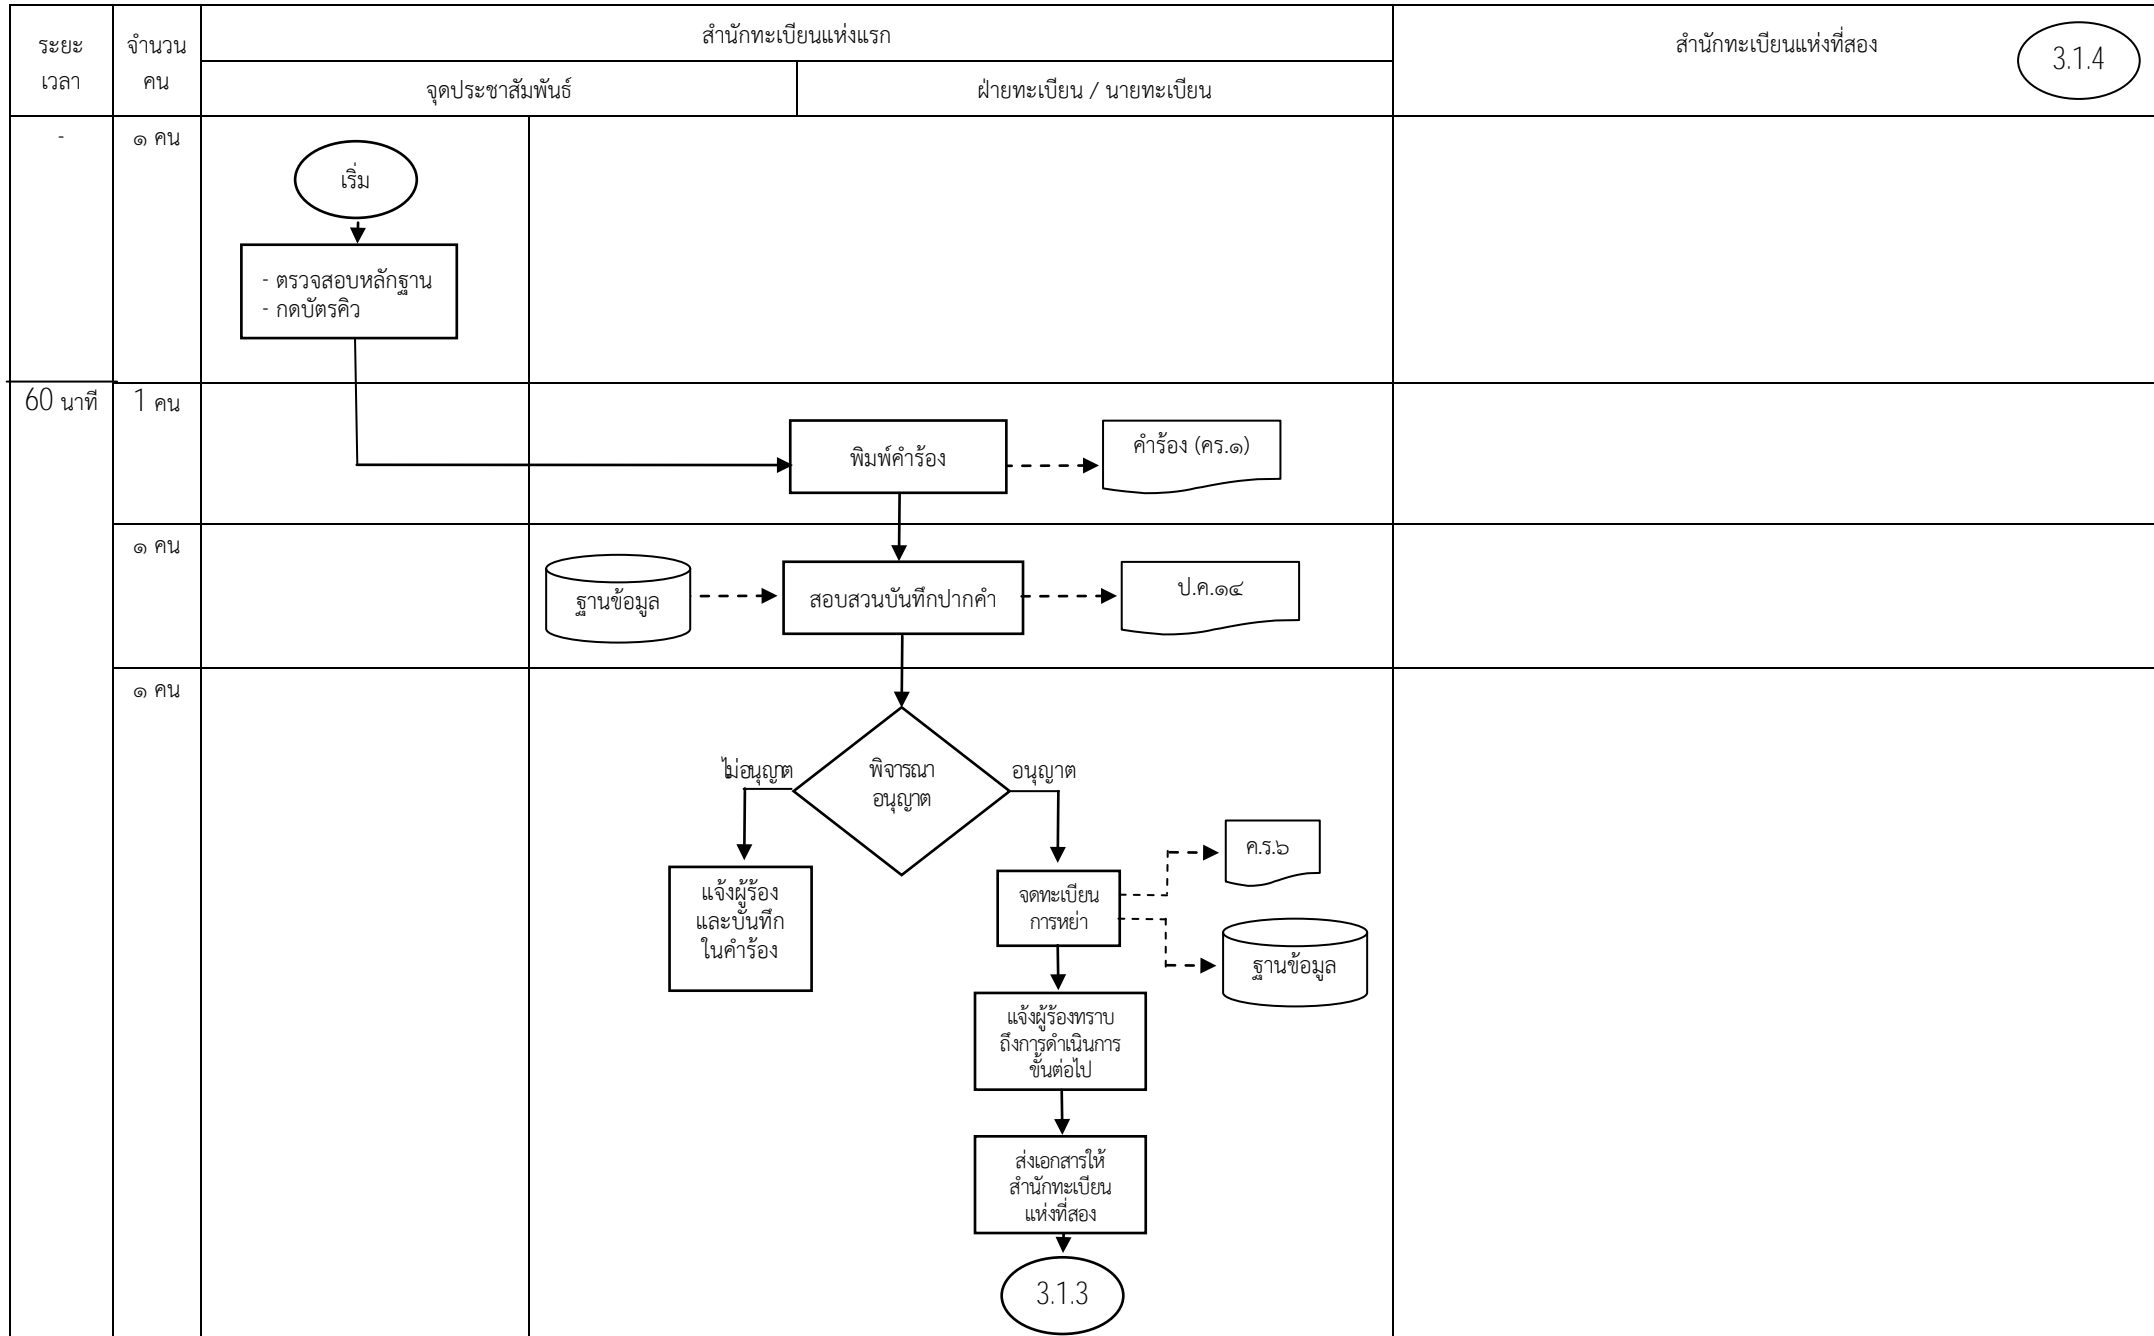 ระยะ
เวลา
จำนวน
คน
สำนักทะเบียนแห่งแรก
สำนักทะเบียนแห่งที่สอง
3.1.4
จุดประชาสัมพันธ์
ฝ่ายทะเบียน / นายทะเบียน
-
๑ คน
เริ่ม
- ตรวจสอบหลักฐาน
- กดบัตรคิว
60 นาที
1 คน
พิมพ์คำร้อง
คำร้อง (คร.๑)
๑ คน
ฐานข้อมูล
สอบสวนบันทึกปากคำ
ป.ค.๑๔
๑ คน
ไม่อนุญาต
พิจารณา
อนุญาต
อนุญาต
แจ้งผู้ร้อง
และบันทึก
ในคำร้อง
จดทะเบียน
การหย่า
ค.ร.๖
ฐานข้อมูล
แจ้งผู้ร้องทราบ
ถึงการดำเนินการ
ขั้นต่อไป
ส่งเอกสารให้
สำนักทะเบียน
แห่งที่สอง
3.1.3